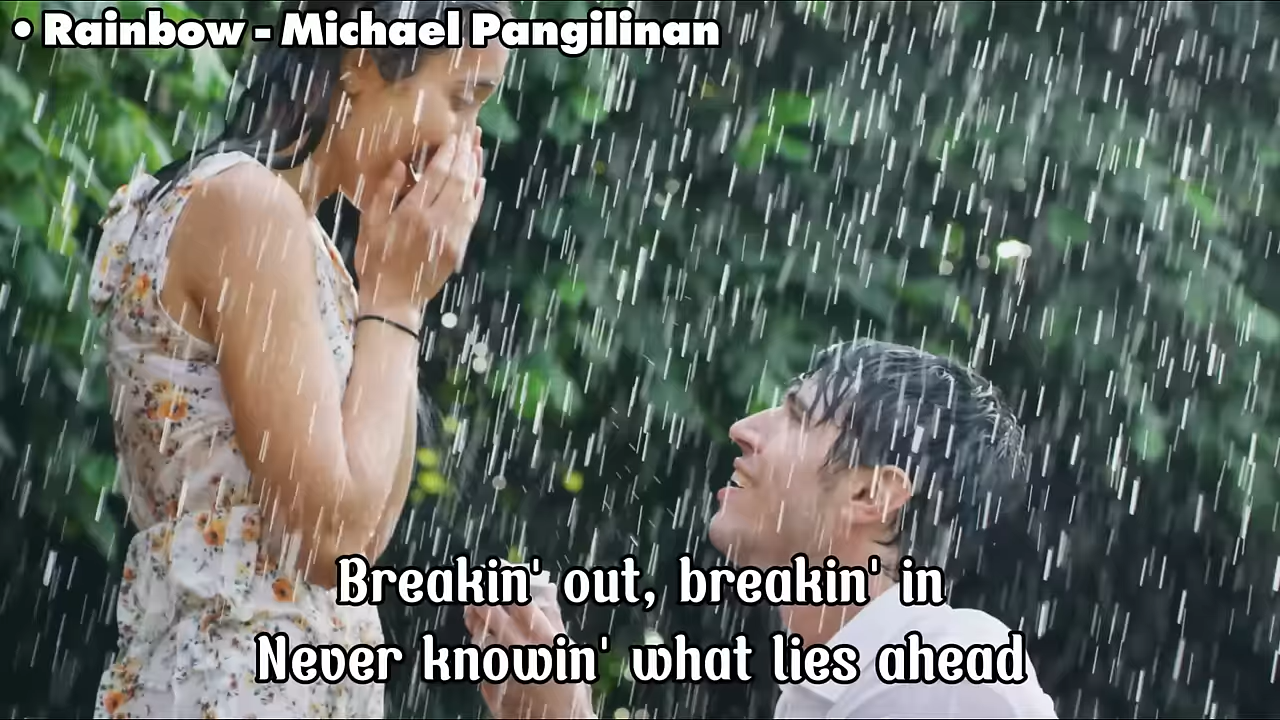 • Rainbow - Michael Pangilinan
Breakin' out, breakin' in
Never knowin' what lies ahead